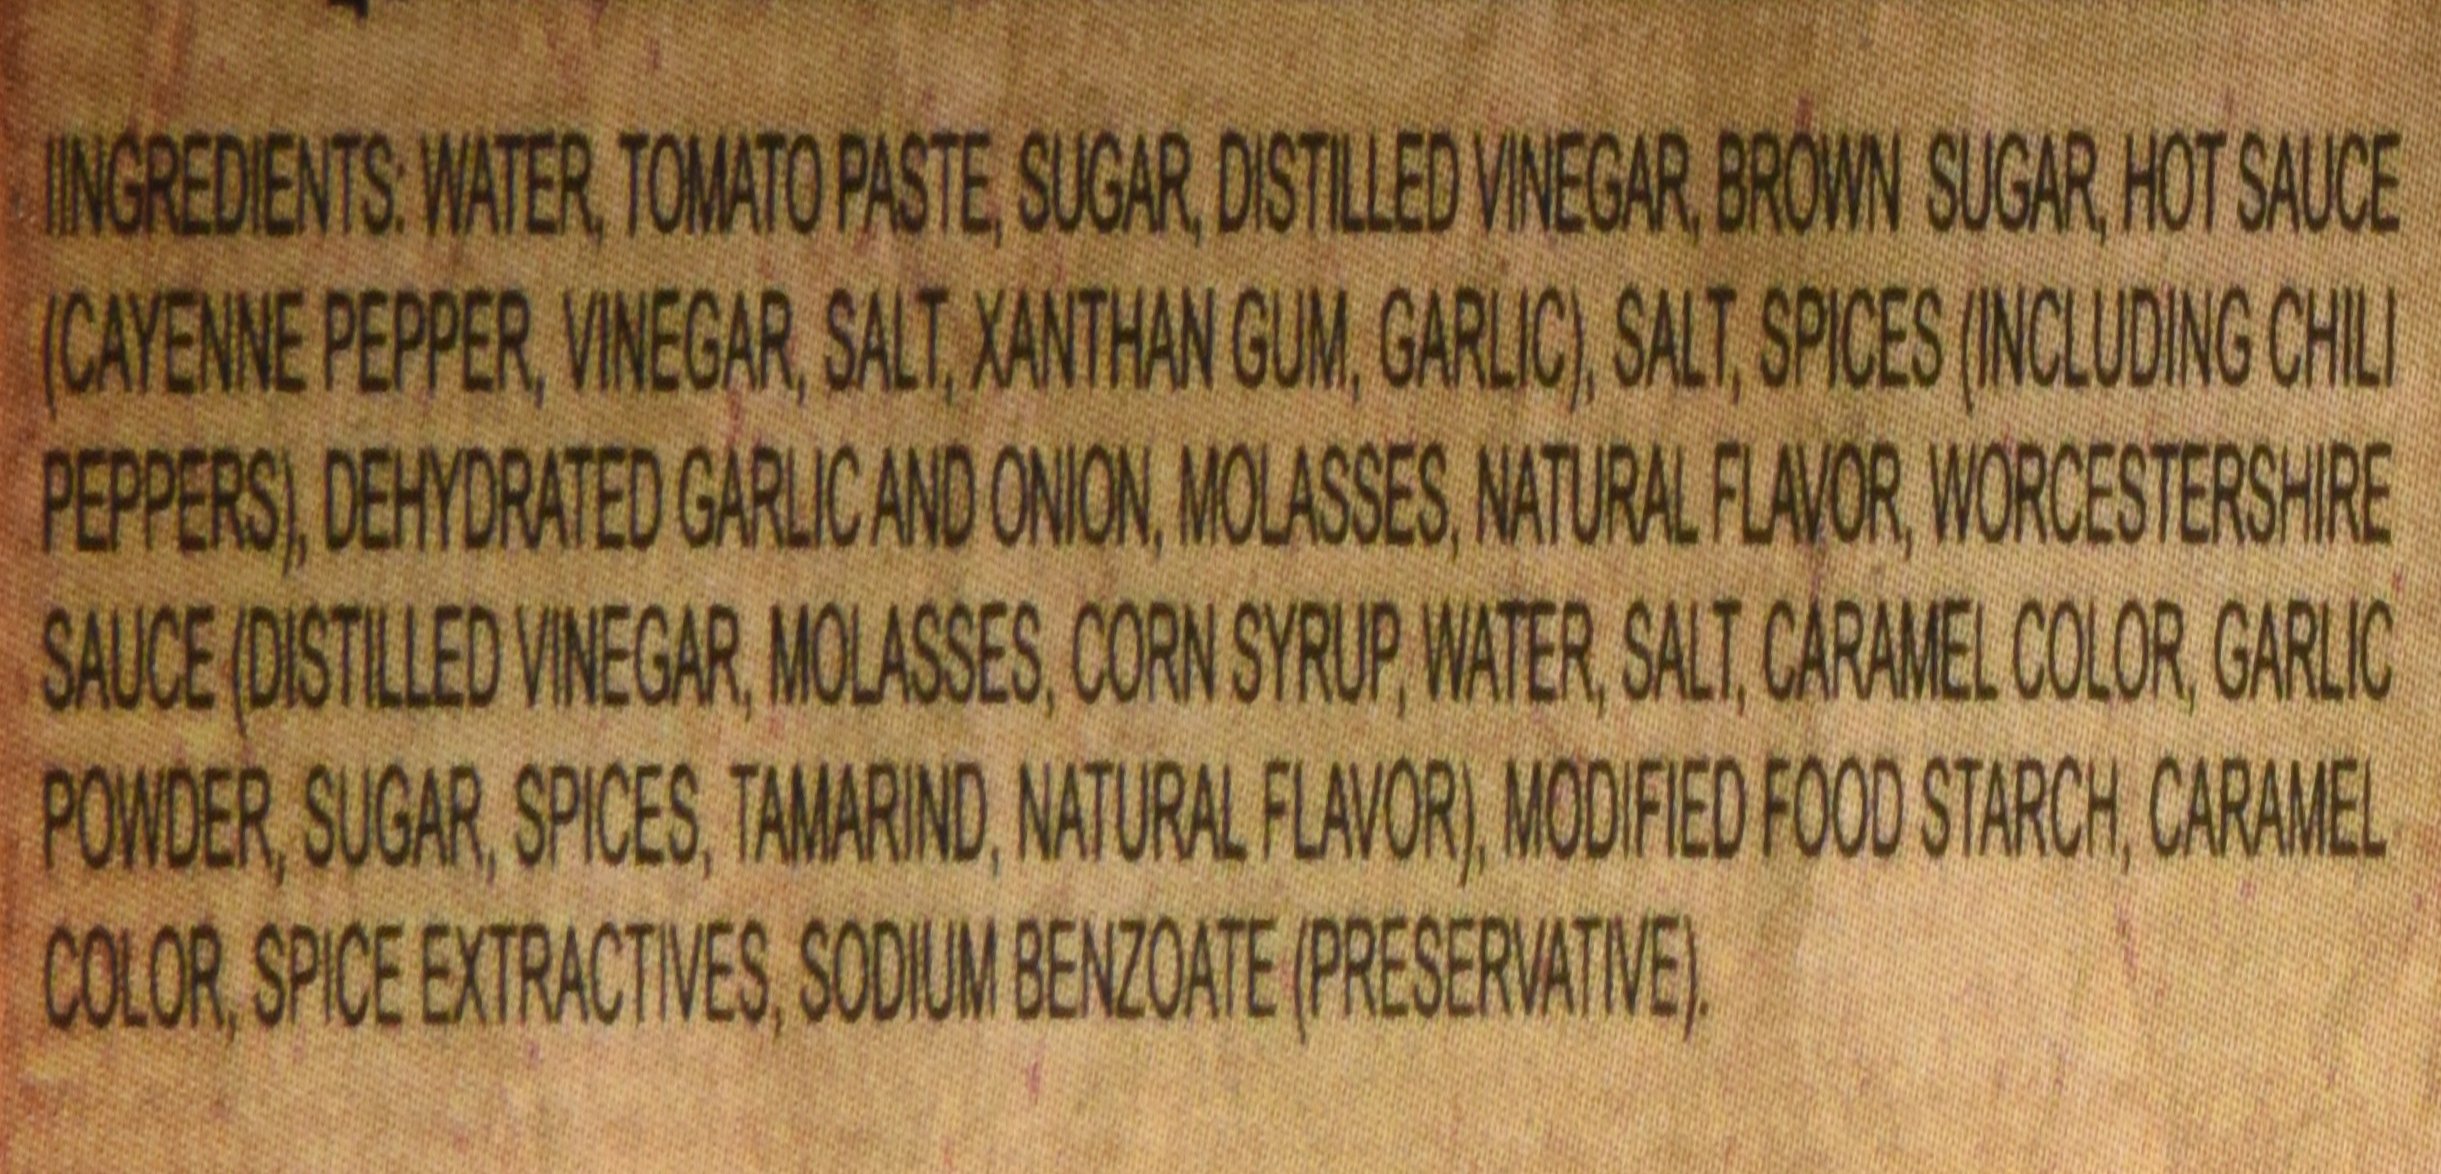 IINGREDIENTS: WATER, TOMATO PASTE, SUGAR, DISTILLED VINEGAR, BROWN SUGAR, HOT SAUCE
(CAYENNE PEPPER, VINEGAR, SALT, XANTHAN GUM, GARLIC), SALT, SPICES (INCLUDING CHILI
PEPPERS), DEHYDRATED GARLIC AND ONION, MOLASSES, NATURAL FLAVOR, WORCESTERSHIRE
SAUCE (DISTILLED VINEGAR, MOLASSES, CORN SYRUP, WATER, SALT, CARAMEL COLOR, GARLIC
POWDER, SUGAR, SPICES, TAMARIND, NATURAL FLAVOR), MODIFIED FOOD STARCH, CARAMEL
COLOR, SPICE EXTRACTIVES, SODIUM BENZOATE (PRESERVATIVE).